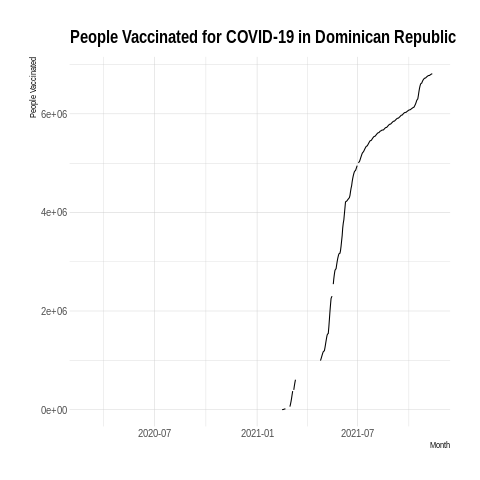 People Vaccinated for COVID-19 in Dominican Republic
People Vaccinated
6e+06
4e+06
2e+06
0e+00
2020-07
2021-01
2021-07
Month